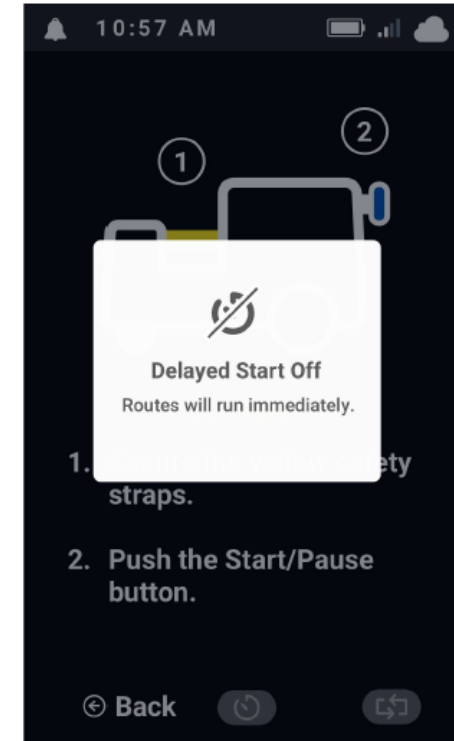 10:57 AM
1
2
Delayed Start Off
Routes will run immediately.
1.
straps.
2. Push the Start/Pause
button.
Back